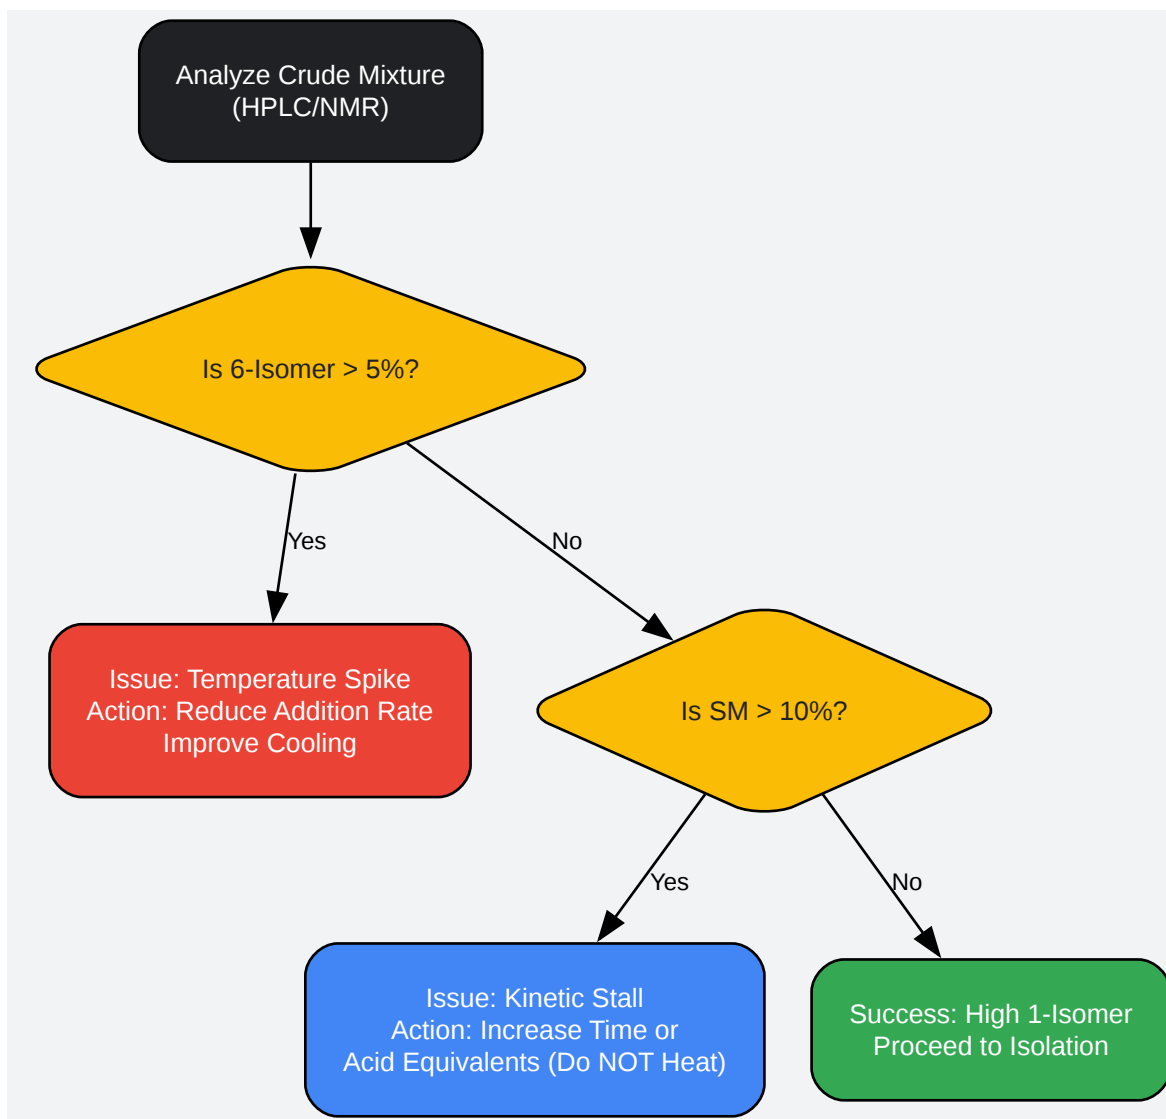 Analyze Crude Mixture
(HPLC/NMR)
Is 6-Isomer > 5%?
Yes
No
Issue: Temperature Spike
Action: Reduce Addition Rate
Improve Cooling
Is SM > 10%?
Yes
No
Issue: Kinetic Stall
Action: Increase Time or
Acid Equivalents (Do NOT Heat)
Success: High 1-Isomer
Proceed to Isolation